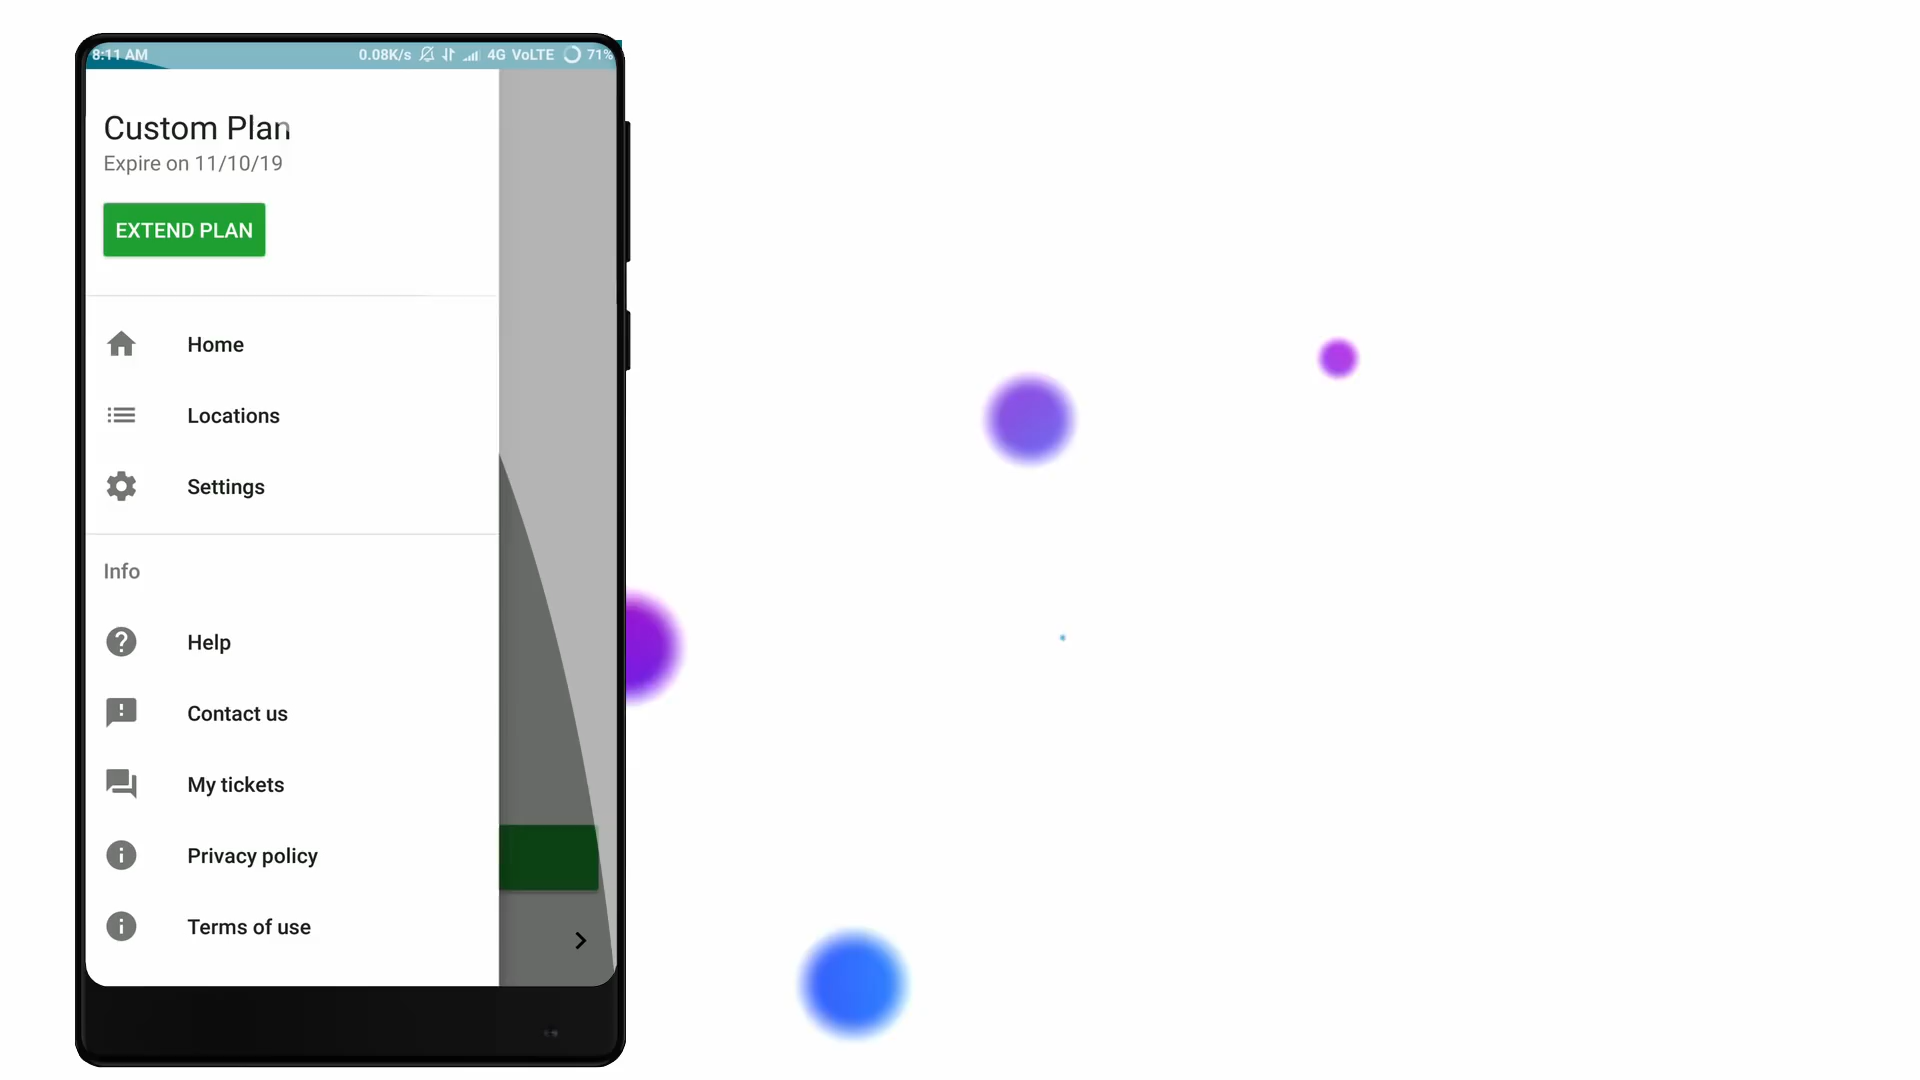 8:11 AM 0.08K/s 4G VoLTE 71%
Custom Plan
Expire on 11/10/19
EXTEND PLAN
Home
Locations
Settings
Info
Help
Contact us
My tickets
Privacy policy
Terms of use